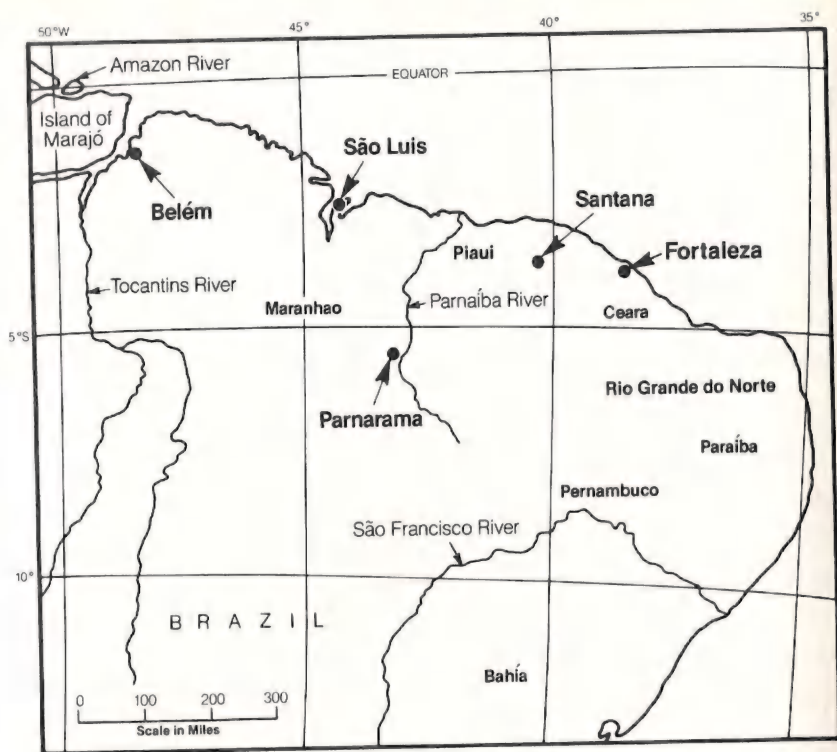 50°W
45°
40°
35°
Amazon River
EQUATOR
Island of
Marajó
São Luis
Belém
Santana
Piaui
Fortaleza
Tocantins River
Maranhao
Parnaíba River
Ceara
5°S
Parnarama
Rio Grande do Norte
Paraíba
Pernambuco
São Francisco River
10°
BRAZIL
Bahía
0 100 200 300
Scale in Miles